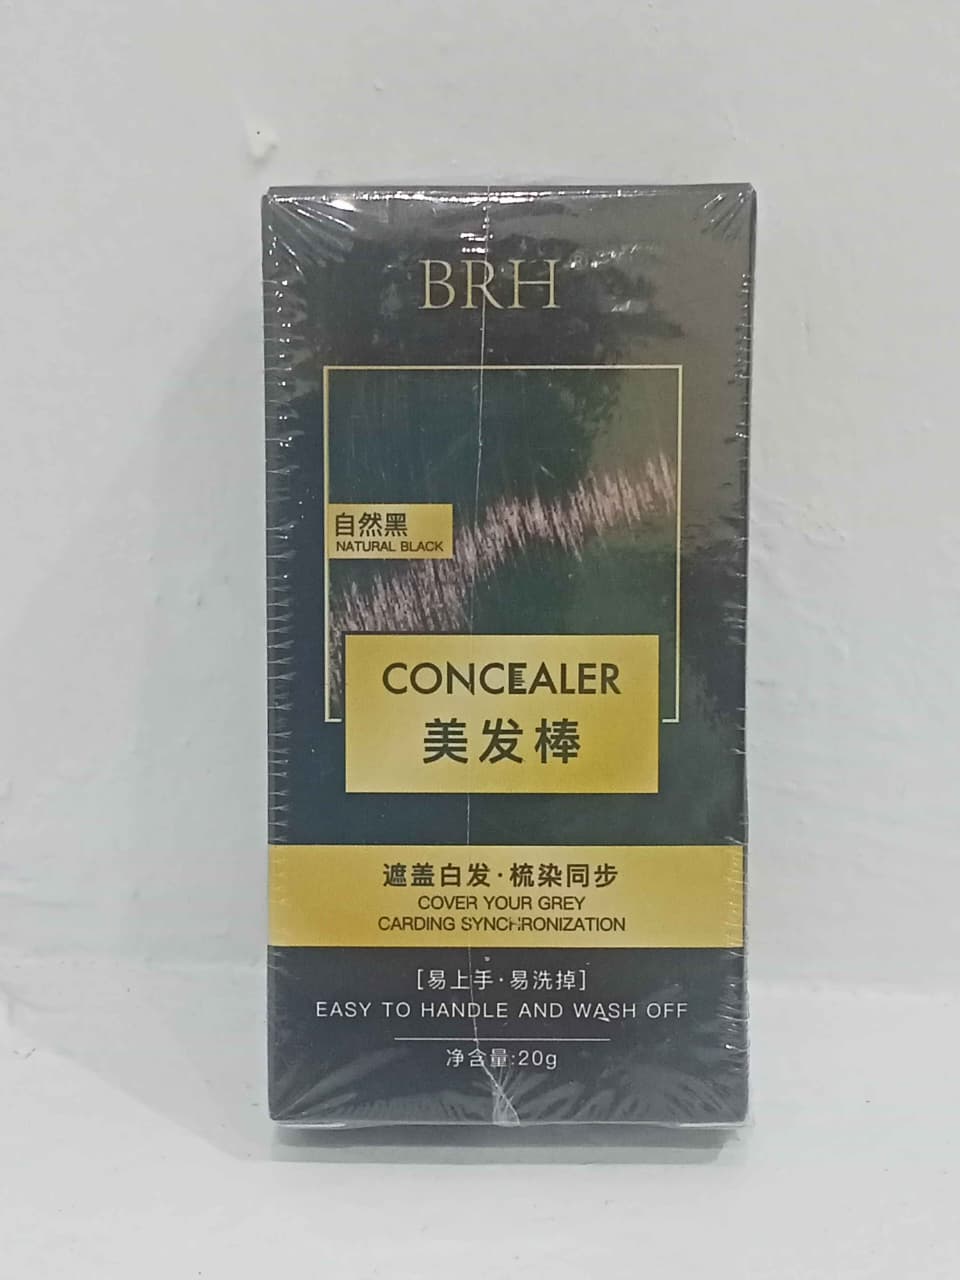 BRH®
自然黑
NATURAL BLACK
CONCEALER
美发棒
遮盖白发·梳染同步
COVER YOUR GREY
CARDING SYNCHRONIZATION
[易上手·易洗掉]
EASY TO HANDLE AND WASH OFF
净含量:20g